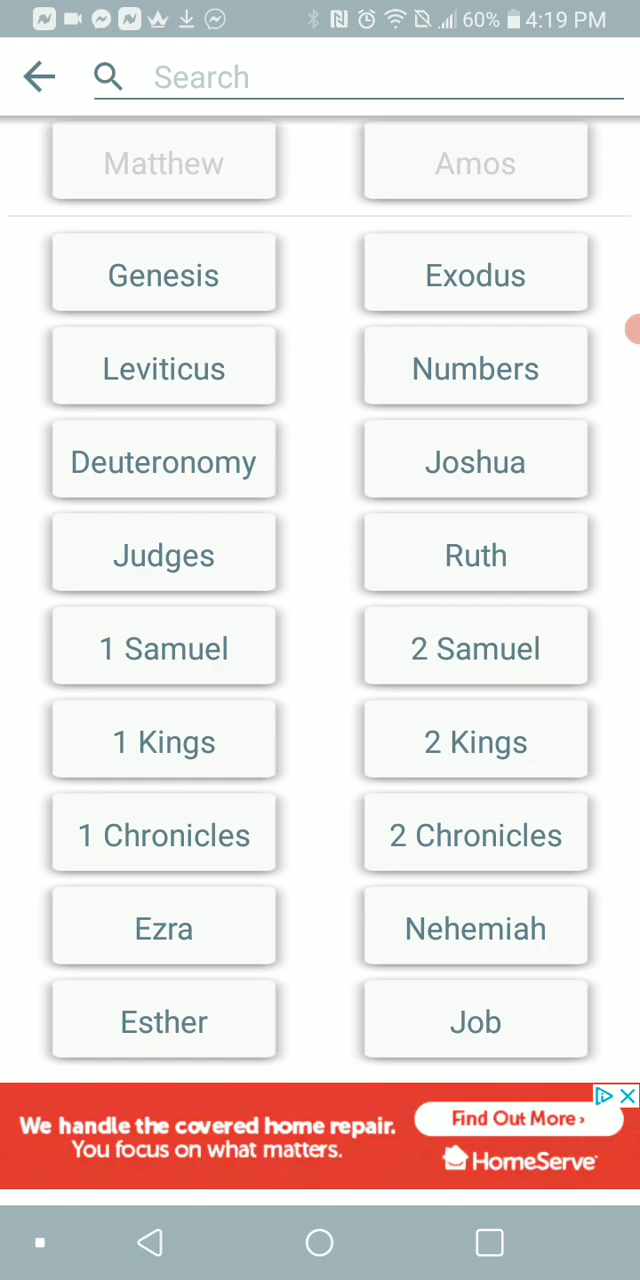 60% 4:19 PM
Search
Matthew Amos
Genesis Exodus
Leviticus Numbers
Deuteronomy Joshua
Judges Ruth
1 Samuel 2 Samuel
1 Kings 2 Kings
1 Chronicles 2 Chronicles
Ezra Nehemiah
Esther Job
We handle the covered home repair. Find Out More ›
You focus on what matters. HomeServe